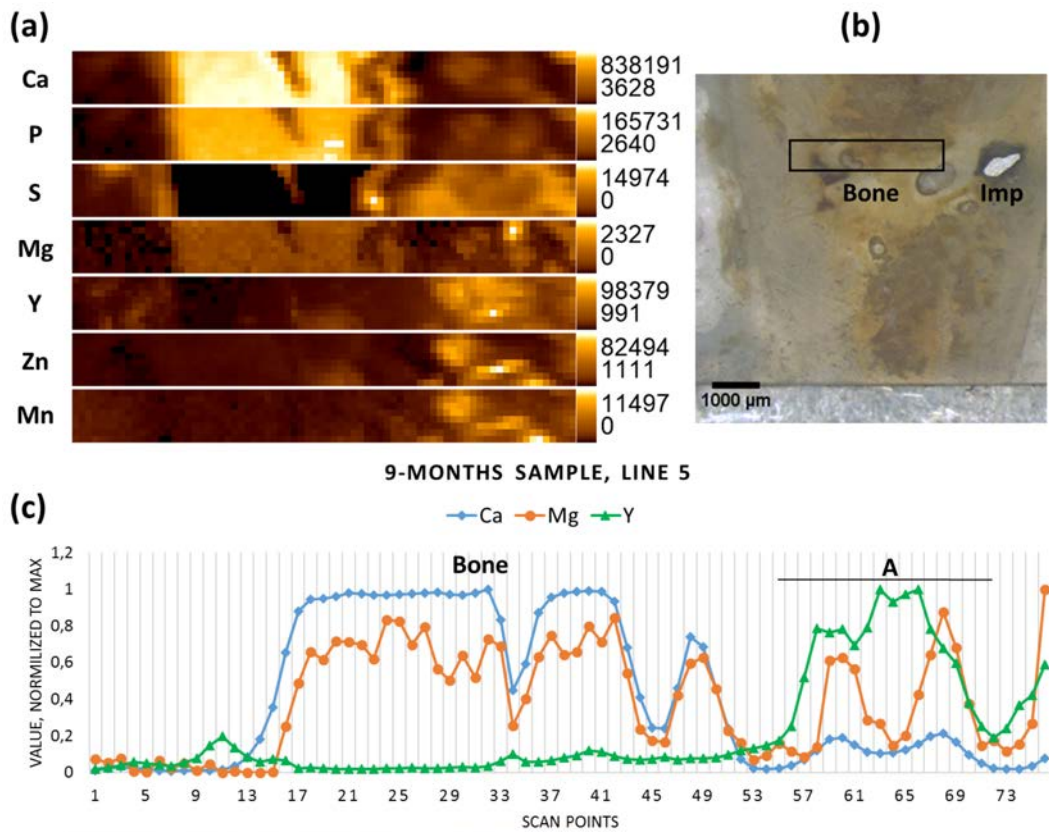 (a)
(b)
Ca
838191
3628
P
165731
2640
S
14974
0
Mg
2327
0
Y
98379
991
Zn
82494
1111
Mn
11497
0
Bone
Imp
1000 µm
9-MONTHS SAMPLE, LINE 5
(c)
Ca Mg Y
Bone
A
VALUE, NORMILIZED TO MAX
1,2
1
0,8
0,6
0,4
0,2
0
1 5 9 13 17 21 25 29 33 37 41 45 49 53 57 61 65 69 73
SCAN POINTS